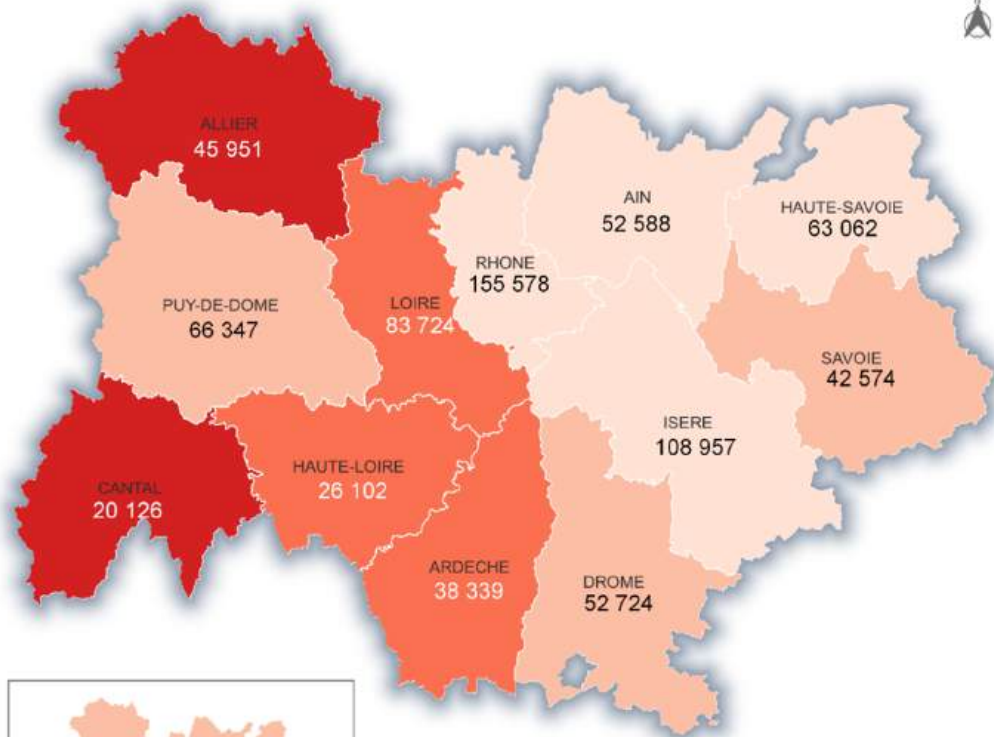 ALLIER
45 951
AIN
52 588
HAUTE-SAVOIE
63 062
RHONE
155 578
PUY-DE-DOME
66 347
LOIRE
83 724
SAVOIE
42 574
ISERE
108 957
HAUTE-LOIRE
26 102
CANTAL
20 126
ARDECHE
38 339
DROME
52 724